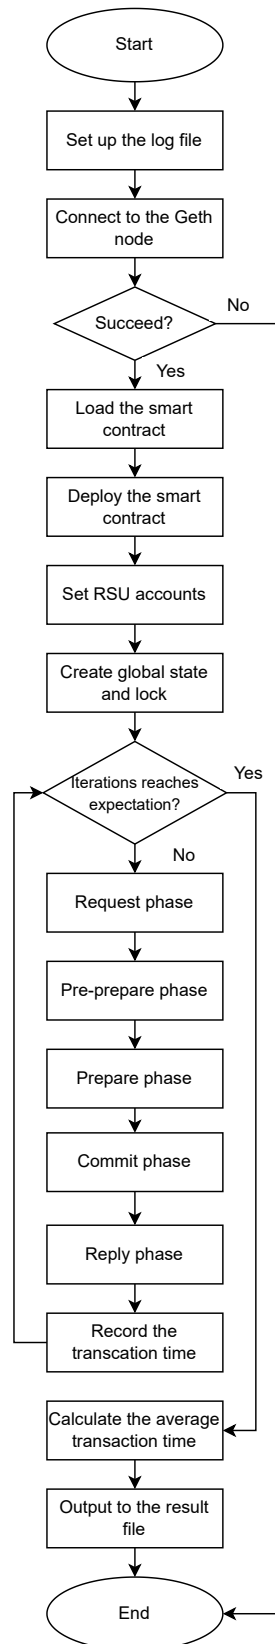 Start
Set up the log file
Connect to the Geth
node
Succeed?
No
Yes
Load the smart
contract
Deploy the smart
contract
Set RSU accounts
Create global state
and lock
Iterations reaches
expectation?
Yes
No
Request phase
Pre-prepare phase
Prepare phase
Commit phase
Reply phase
Record the
transcation time
Calculate the average
transaction time
Output to the result
file
End